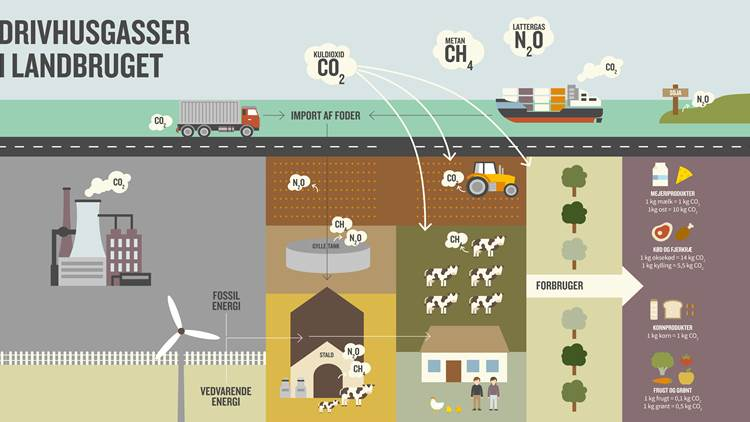 DRIVHUSGASSER
I LANDBRUGET
KULDIOXID
CO2
METAN
CH4
LATTERGAS
N2O
CO2
SOJA
N2O
CO2
IMPORT AF FODER
CO2
N2O
CO2
CH4
N2O
GYLLE TANK
CH4
FOSSIL
ENERGI
VEDVARENDE
ENERGI
STALD
N2O
CH4
FORBRUGER
MEJERIPRODUKTER
1 kg mælk = 1 kg CO2
1kg ost = 10 kg CO2
KØD OG FJERKRÆ
1 kg oksekød = 14 kg CO2
1 kg kylling = 5,5 kg CO2
KORNPRODUKTER
1 kg korn = 1 kg CO2
FRUGT OG GRØNT
1 kg frugt = 0,1 kg CO2
1 kg grønt = 0,5 kg CO2